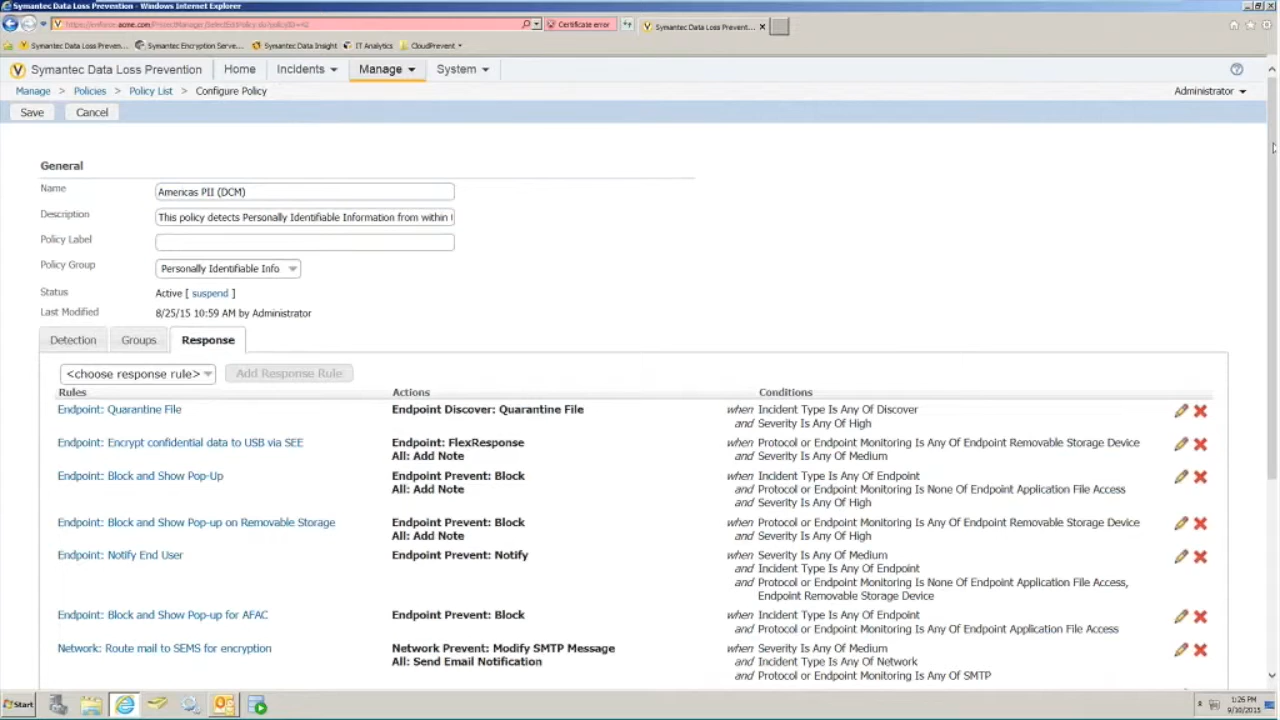 Symantec Data Loss Prevention - Windows Internet Explorer
Certificate error
Symantec Data Loss Preventi...
Symantec Data Loss Preven... Symantec Encryption Serve... Symantec Data Insight IT Analytics CloudPrevent
Symantec Data Loss Prevention Home Incidents Manage System
Manage > Policies > Policy List > Configure Policy Administrator
Save Cancel
General
Name Americas PII (DCM)
Description This policy detects Personally Identifiable Information from within
Policy Label
Policy Group Personally Identifiable Info
Status Active [ suspend ]
Last Modified 8/25/15 10:59 AM by Administrator
Detection Groups Response
<choose response rule> Add Response Rule
Rules Actions Conditions
Endpoint: Quarantine File Endpoint Discover: Quarantine File when Incident Type Is Any Of Discover
and Severity Is Any Of High
Endpoint: Encrypt confidential data to USB via SEE Endpoint: FlexResponse when Protocol or Endpoint Monitoring Is Any Of Endpoint Removable Storage Device
All: Add Note and Severity Is Any Of Medium
Endpoint: Block and Show Pop-Up Endpoint Prevent: Block when Incident Type Is Any Of Endpoint
All: Add Note and Protocol or Endpoint Monitoring Is None Of Endpoint Application File Access
and Severity Is Any Of High
Endpoint: Block and Show Pop-up on Removable Storage Endpoint Prevent: Block when Protocol or Endpoint Monitoring Is Any Of Endpoint Removable Storage Device
All: Add Note and Severity Is Any Of High
Endpoint: Notify End User Endpoint Prevent: Notify when Severity Is Any Of Medium
and Incident Type Is Any Of Endpoint
and Protocol or Endpoint Monitoring Is None Of Endpoint Application File Access,
Endpoint Removable Storage Device
Endpoint: Block and Show Pop-up for AFAC Endpoint Prevent: Block when Incident Type Is Any Of Endpoint
and Protocol or Endpoint Monitoring Is Any Of Endpoint Application File Access
Network: Route mail to SEMS for encryption Network Prevent: Modify SMTP Message when Severity Is Any Of Medium
All: Send Email Notification and Incident Type Is Any Of Network
and Protocol or Endpoint Monitoring Is Any Of SMTP
Start 1:26 PM
9/10/2015